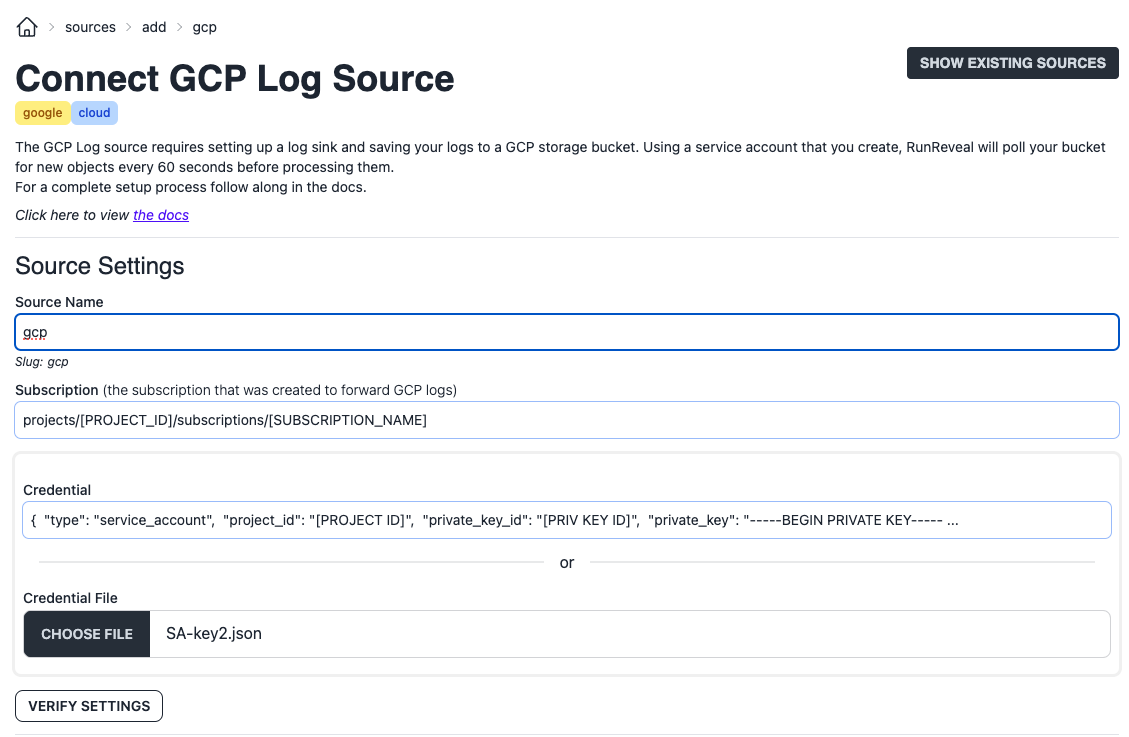 sources > add > gcp
SHOW EXISTING SOURCES
Connect GCP Log Source
google cloud
The GCP Log source requires setting up a log sink and saving your logs to a GCP storage bucket. Using a service account that you create, RunReveal will poll your bucket
for new objects every 60 seconds before processing them.
For a complete setup process follow along in the docs.
Click here to view the docs
Source Settings
Source Name
gcp
Slug: gcp
Subscription (the subscription that was created to forward GCP logs)
projects/[PROJECT_ID]/subscriptions/[SUBSCRIPTION_NAME]
Credential
{  "type": "service_account",  "project_id": "[PROJECT ID]",  "private_key_id": "[PRIV KEY ID]",  "private_key": "-----BEGIN PRIVATE KEY----- ...
or
Credential File
CHOOSE FILE SA-key2.json
VERIFY SETTINGS